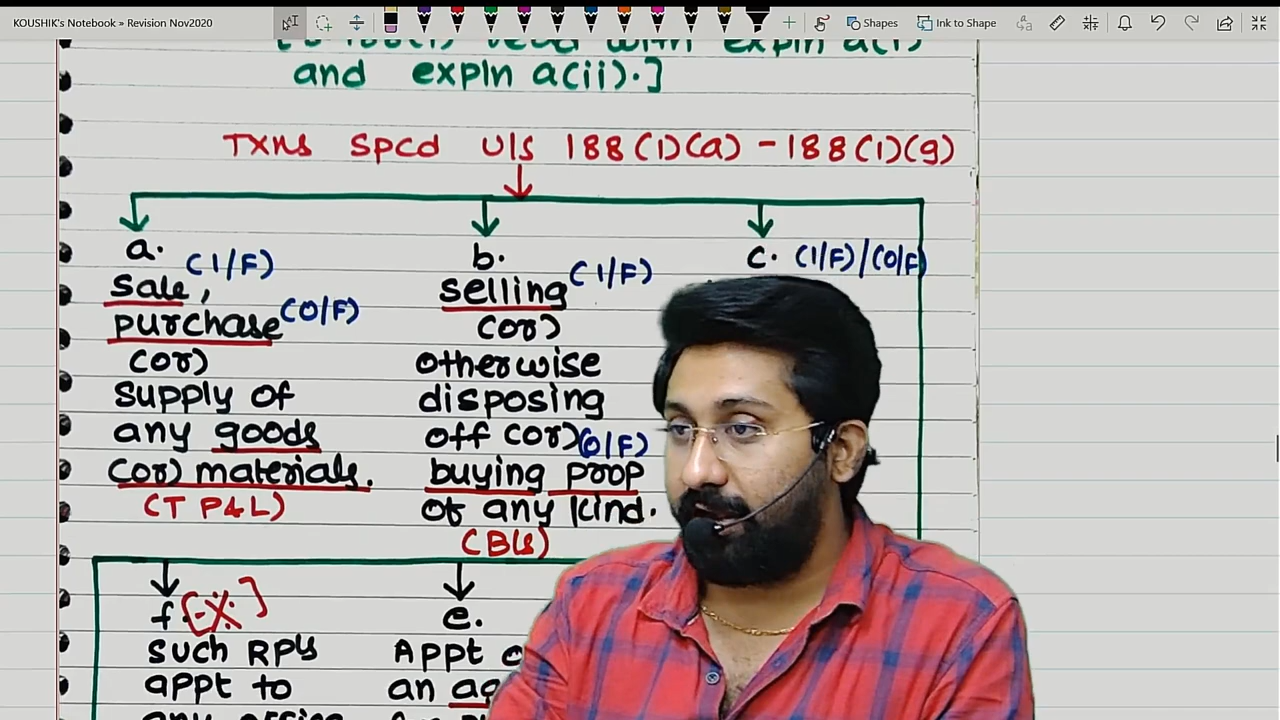 KOUSHIK's Notebook » Revision Nov2020
Shapes
Ink to Shape
and expln a(ii).]
TXNS spcd U/s 188(1)(a) - 188(1)(g)
a. (I/F)
Sale,
purchase (O/F)
(or)
supply of
any goods
(or) materials.
(T P&L)
b.
selling (I/F)
(or)
otherwise
disposing
off (or) (O/F)
buying prop
of any kind.
(B/s)
c. (I/F)/(O/F)
f. [-X.]
such RP's
appt to
any office
e.
Appt
an